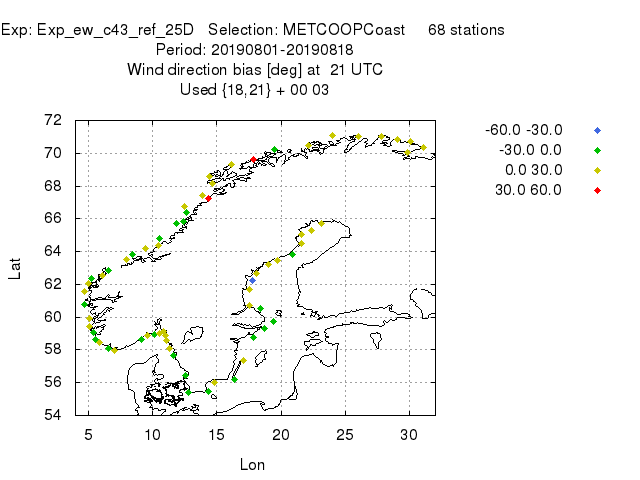 Exp: Exp_ew_c43_ref_25D   Selection: METCOOPCoast     68 stations
Period: 20190801-20190818
Wind direction bias [deg] at  21 UTC
Used {18,21} + 00 03
-60.0 -30.0
-30.0 0.0
0.0 30.0
30.0 60.0
72
70
68
66
64
62
60
58
56
54
Lat
5 10 15 20 25 30
Lon